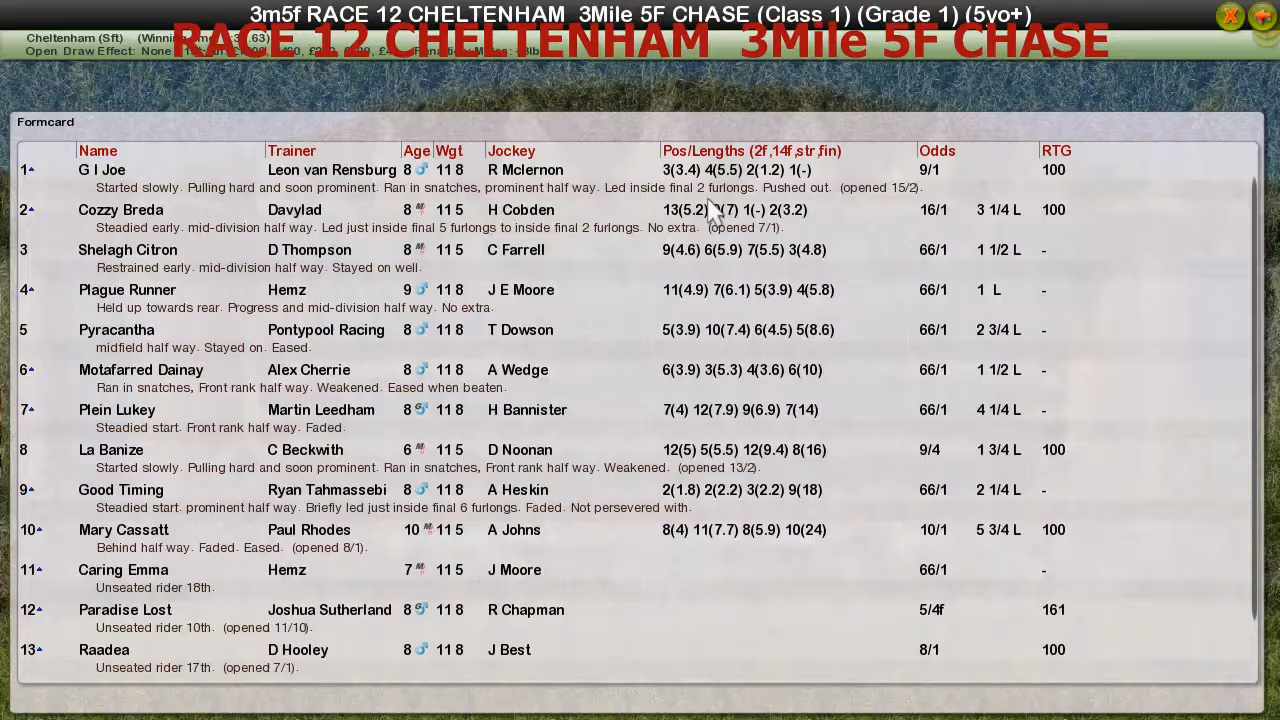 3m5f RACE 12 CHELTENHAM 3Mile 5F CHASE (Class 1) (Grade 1) (5yo+)
RACE 12 CHELTENHAM 3Mile 5F CHASE
Cheltenham (Sft)
Open Draw Effect: None
Formcard
Name Trainer Age Wgt Jockey Pos/Lengths (2f,14f,str,fin) Odds RTG
1 G I Joe Leon van Rensburg 8 11 8 R Mclernon 3(3.4) 4(5.5) 2(1.2) 1(-) 9/1 100
Started slowly. Pulling hard and soon prominent. Ran in snatches, prominent half way. Led inside final 2 furlongs. Pushed out. (opened 15/2).
2 Cozzy Breda Davylad 8 11 5 H Cobden 13(5.2) (7) 1(-) 2(3.2) 16/1 3 1/4 L 100
Steadied early. mid-division half way. Led just inside final 5 furlongs to inside final 2 furlongs. No extra. (opened 7/1).
3 Shelagh Citron D Thompson 8 11 5 C Farrell 9(4.6) 6(5.9) 7(5.5) 3(4.8) 66/1 1 1/2 L -
Restrained early. mid-division half way. Stayed on well.
4 Plague Runner Hemz 9 11 8 J E Moore 11(4.9) 7(6.1) 5(3.9) 4(5.8) 66/1 1 L -
Held up towards rear. Progress and mid-division half way. No extra.
5 Pyracantha Pontypool Racing 8 11 8 T Dowson 5(3.9) 10(7.4) 6(4.5) 5(8.6) 66/1 2 3/4 L -
midfield half way. Stayed on. Eased.
6 Motafarred Dainay Alex Cherrie 8 11 8 A Wedge 6(3.9) 3(5.3) 4(3.6) 6(10) 66/1 1 1/2 L -
Ran in snatches, Front rank half way. Weakened. Eased when beaten.
7 Plein Lukey Martin Leedham 8 11 8 H Bannister 7(4) 12(7.9) 9(6.9) 7(14) 66/1 4 1/4 L -
Steadied start. Front rank half way. Faded.
8 La Banize C Beckwith 6 11 5 D Noonan 12(5) 5(5.5) 12(9.4) 8(16) 9/4 1 3/4 L 100
Started slowly. Pulling hard and soon prominent. Ran in snatches, Front rank half way. Weakened. (opened 13/2).
9 Good Timing Ryan Tahmassebi 8 11 8 A Heskin 2(1.8) 2(2.2) 3(2.2) 9(18) 66/1 2 1/4 L -
Steadied start. prominent half way. Briefly led just inside final 6 furlongs. Faded. Not persevered with.
10 Mary Cassatt Paul Rhodes 10 11 5 A Johns 8(4) 11(7.7) 8(5.9) 10(24) 10/1 5 3/4 L 100
Behind half way. Faded. Eased. (opened 8/1).
11 Caring Emma Hemz 7 11 5 J Moore 66/1 -
Unseated rider 18th.
12 Paradise Lost Joshua Sutherland 8 11 8 R Chapman 5/4f 161
Unseated rider 10th. (opened 11/10).
13 Raadea D Hooley 8 11 8 J Best 8/1 100
Unseated rider 17th. (opened 7/1).